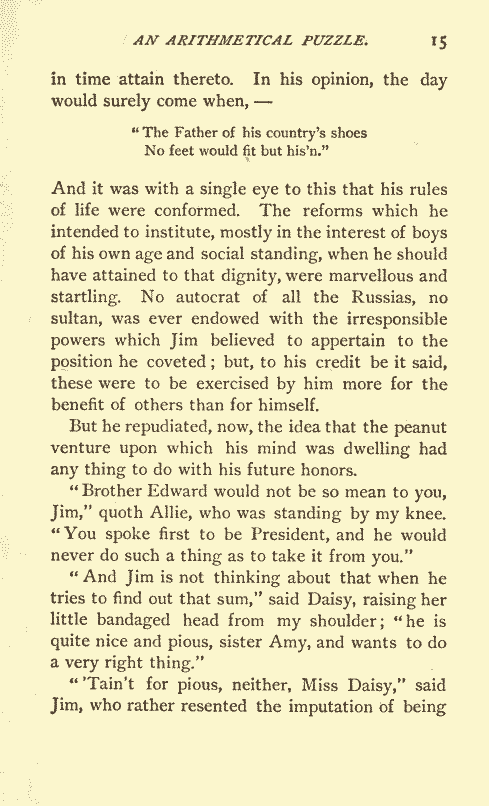 AN ARITHMETICAL PUZZLE. 15
in time attain thereto. In his opinion, the day
would surely come when, —
"The Father of his country's shoes
No feet would fit but his'n."
And it was with a single eye to this that his rules
of life were conformed. The reforms which he
intended to institute, mostly in the interest of boys
of his own age and social standing, when he should
have attained to that dignity, were marvellous and
startling. No autocrat of all the Russias, no
sultan, was ever endowed with the irresponsible
powers which Jim believed to appertain to the
position he coveted; but, to his credit be it said,
these were to be exercised by him more for the
benefit of others than for himself.
But he repudiated, now, the idea that the peanut
venture upon which his mind was dwelling had
any thing to do with his future honors.
"Brother Edward would not be so mean to you,
Jim," quoth Allie, who was standing by my knee.
"You spoke first to be President, and he would
never do such a thing as to take it from you."
"And Jim is not thinking about that when he
tries to find out that sum," said Daisy, raising her
little bandaged head from my shoulder; "he is
quite nice and pious, sister Amy, and wants to do
a very right thing."
"'Tain't for pious, neither, Miss Daisy," said
Jim, who rather resented the imputation of being